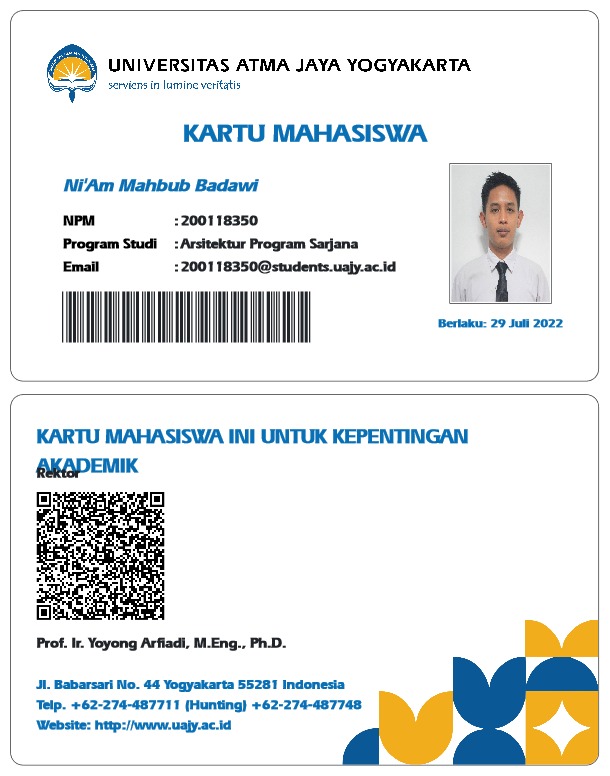 UNIVERSITAS ATMA JAYA YOGYAKARTA
serviens in lumine veritatis
KARTU MAHASISWA
Ni'Am Mahbub Badawi
NPM : 200118350
Program Studi : Arsitektur Program Sarjana
Email : 200118350@students.uajy.ac.id
Berlaku: 29 Juli 2022
KARTU MAHASISWA INI UNTUK KEPENTINGAN
AKADEMIK
Rektor
Prof. Ir. Yoyong Arfiadi, M.Eng., Ph.D.
Jl. Babarsari No. 44 Yogyakarta 55281 Indonesia
Telp. +62-274-487711 (Hunting) +62-274-487748
Website: http://www.uajy.ac.id